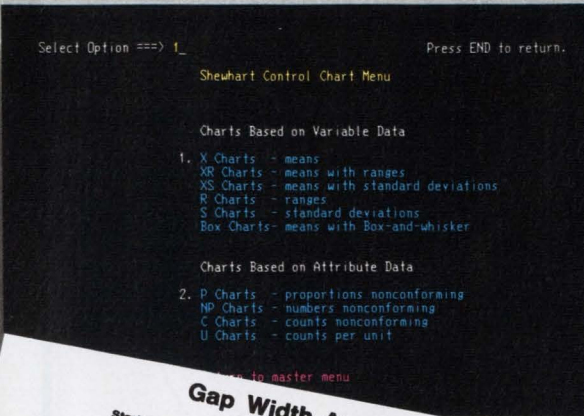 Select Option ===> 1_ Press END to return.
Shewhart Control Chart Menu
Charts Based on Variable Data
1. X Charts - means
XR Charts - means with ranges
XS Charts - means with standard deviations
R Charts - ranges
S Charts - standard deviations
Box Charts- means with Box-and-whisker
Charts Based on Attribute Data
2. P Charts - proportions nonconforming
NP Charts - numbers nonconforming
C Charts - counts nonconforming
U Charts - counts per unit
to master menu
Gap Width